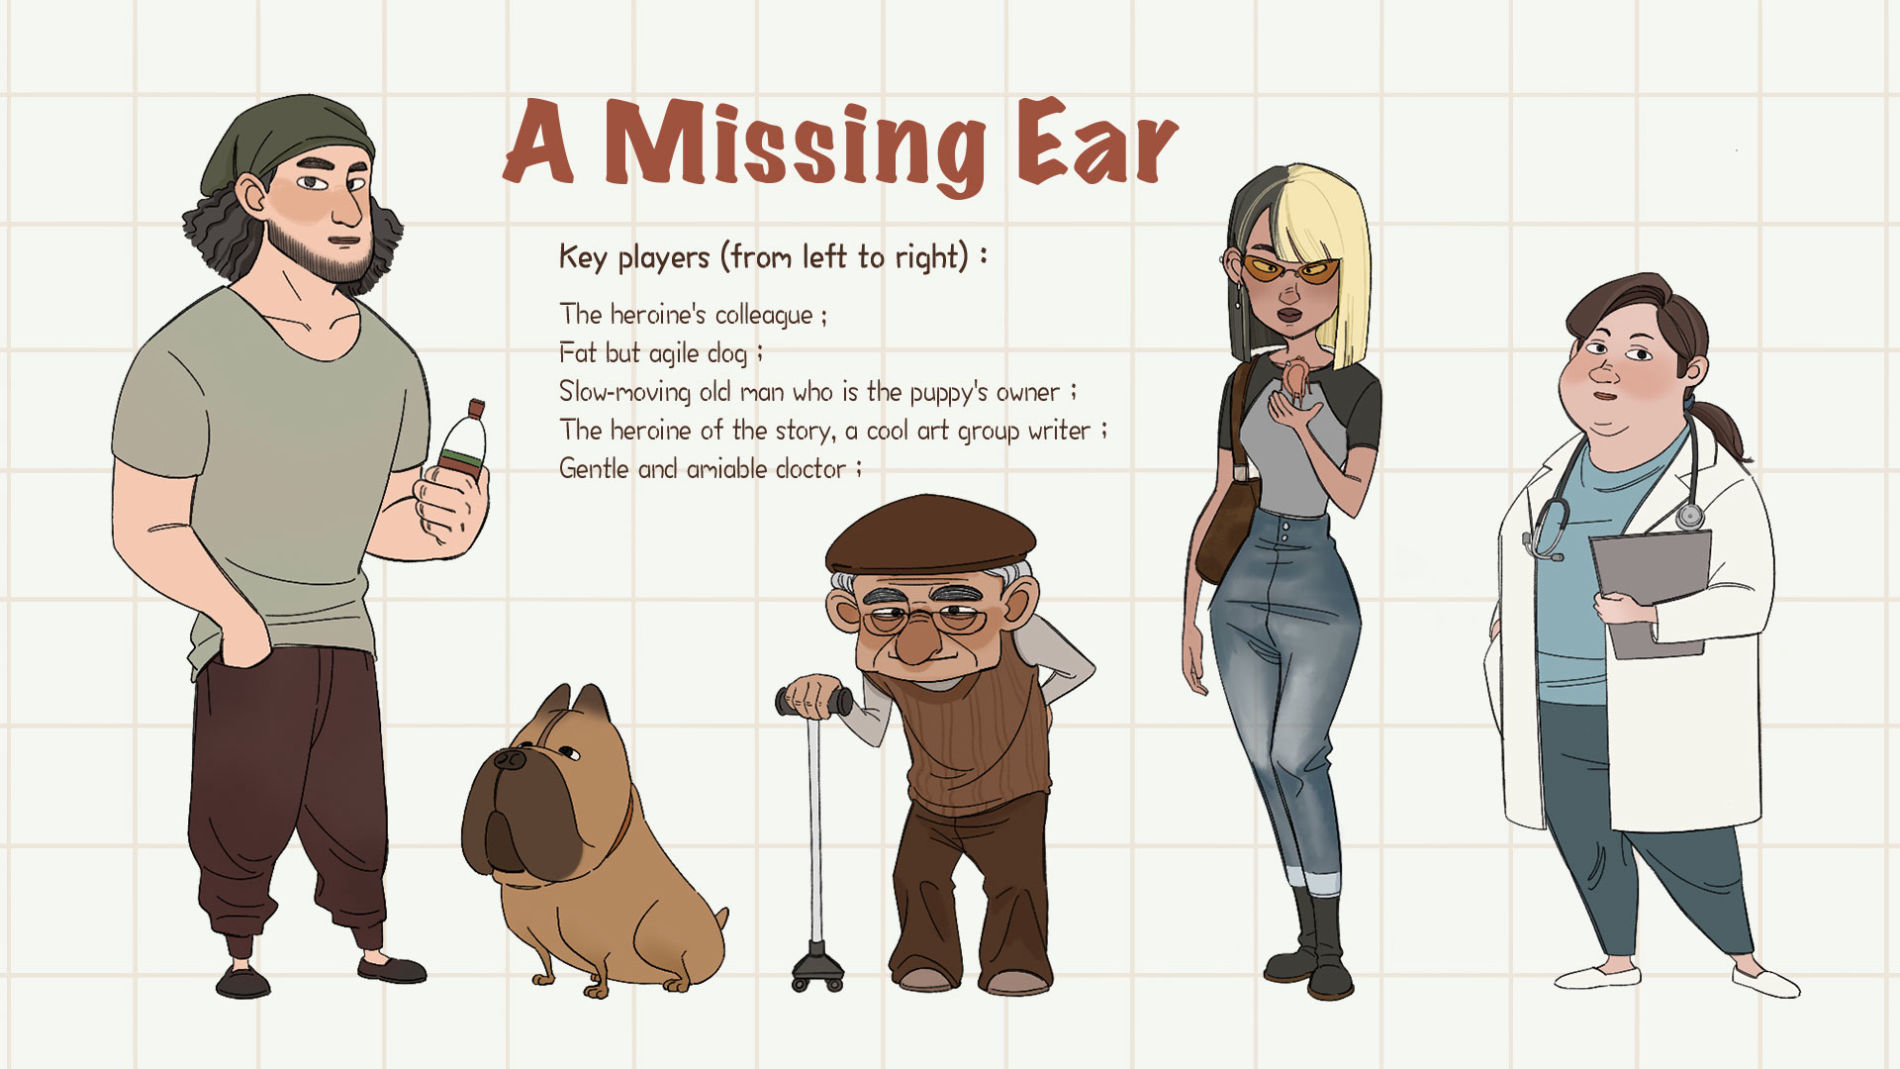 A Missing Ear
Key players (from left to right) :
The heroine's colleague ;
Fat but agile dog ;
Slow-moving old man who is the puppy's owner ;
The heroine of the story, a cool art group writer ;
Gentle and amiable doctor ;